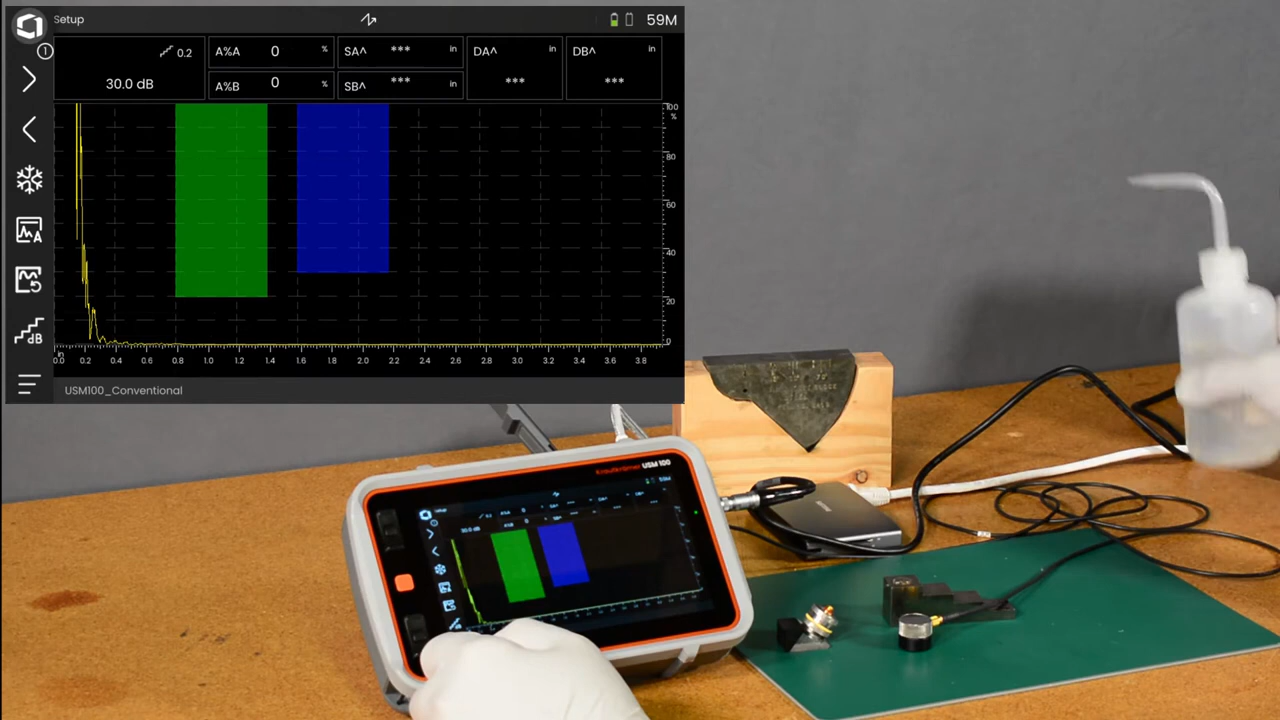 Setup
59M
1
0.2
30.0 dB
A%A 0 %
A%B 0 %
SA^ *** in
SB^ *** in
DA^ in
***
DB^ in
***
100
%
80
60
40
20
0
in
0.0 0.2 0.4 0.6 0.8 1.0 1.2 1.4 1.6 1.8 2.0 2.2 2.4 2.6 2.8 3.0 3.2 3.4 3.6 3.8
A
dB
USM100_Conventional
Krautkrämer USM 100